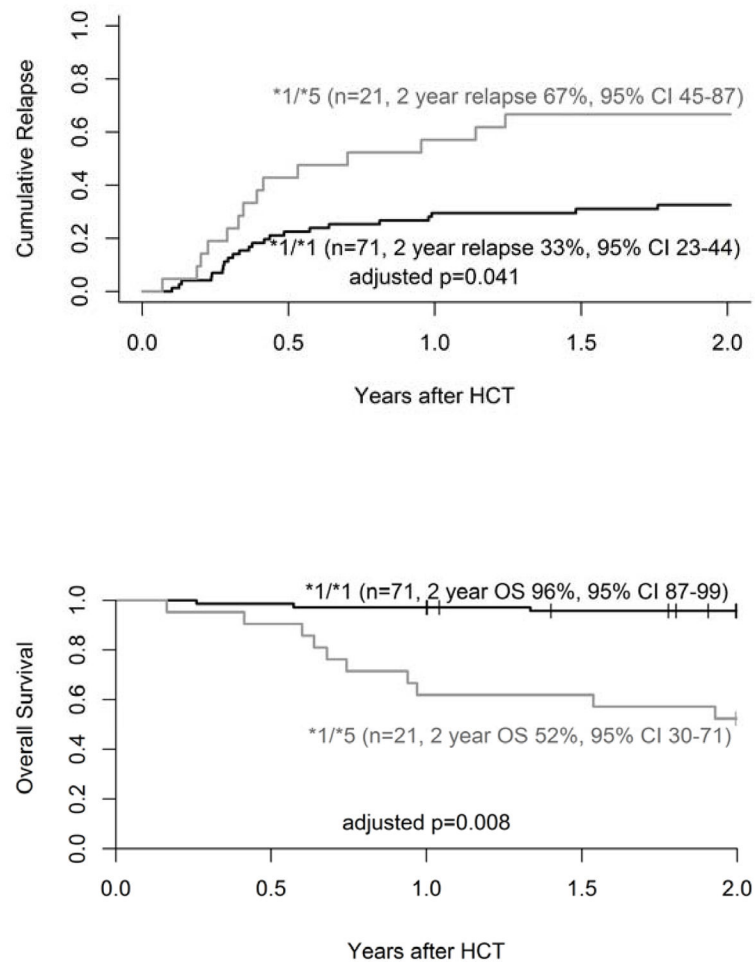 Cumulative Relapse
1.0
0.8
0.6
0.4
0.2
0.0
*1/*5 (n=21, 2 year relapse 67%, 95% CI 45-87)
*1/*1 (n=71, 2 year relapse 33%, 95% CI 23-44)
adjusted p=0.041
0.0 0.5 1.0 1.5 2.0
Years after HCT
Overall Survival
1.0
0.8
0.6
0.4
0.2
0.0
*1/*1 (n=71, 2 year OS 96%, 95% CI 87-99)
*1/*5 (n=21, 2 year OS 52%, 95% CI 30-71)
adjusted p=0.008
0.0 0.5 1.0 1.5 2.0
Years after HCT